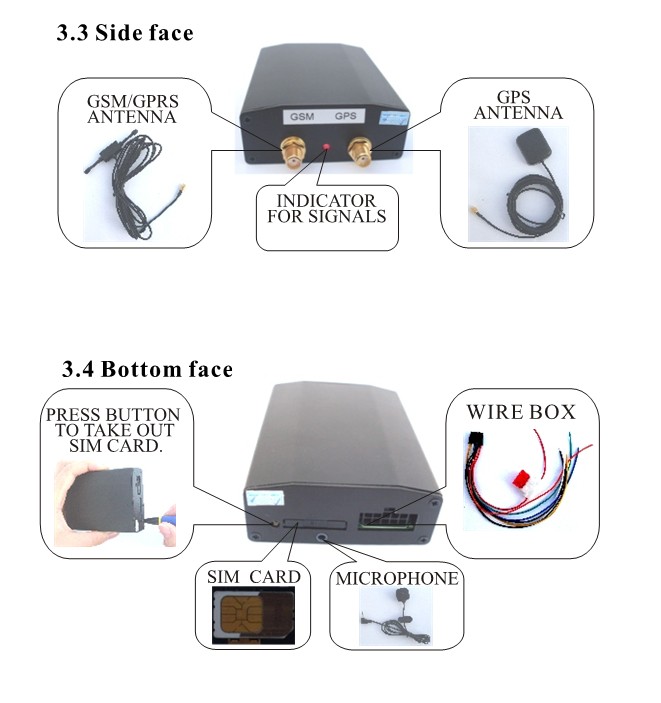 3.3 Side face
GSM/GPRS
ANTENNA
GSM GPS
GPS
ANTENNA
INDICATOR
FOR SIGNALS
3.4 Bottom face
PRESS BUTTON
TO TAKE OUT
SIM CARD.
WIRE BOX
SIM CARD
MICROPHONE